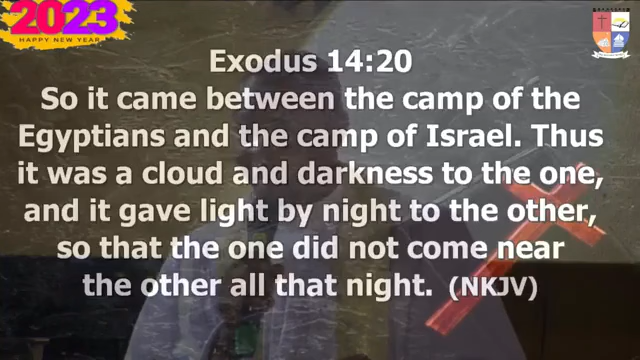 2023
HAPPY NEW YEAR
Exodus 14:20
So it came between the camp of the
Egyptians and the camp of Israel. Thus
it was a cloud and darkness to the one,
and it gave light by night to the other,
so that the one did not come near
the other all that night. (NKJV)